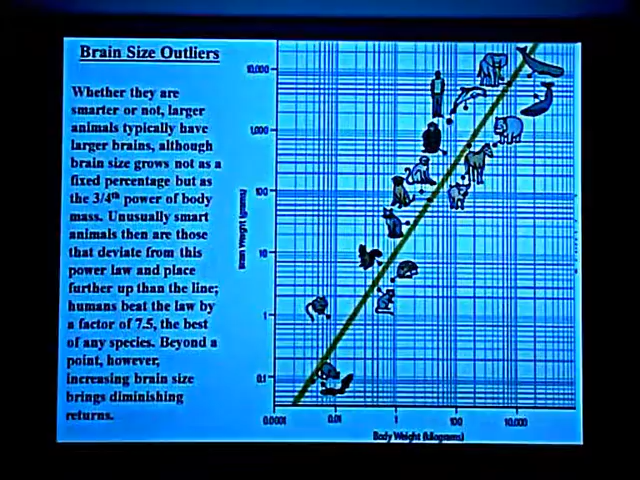 Brain Size Outliers
Whether they are
smarter or not, larger
animals typically have
larger brains, although
brain size grows not as a
fixed percentage but as
the 3/4th power of body
mass. Unusually smart
animals then are those
that deviate from this
power law and place
further up than the line;
humans beat the law by
a factor of 7.5, the best
of any species. Beyond a
point, however,
increasing brain size
brings diminishing
returns.
Brain Weight (grams)
10,000
1,000
100
10
1
0.1
0.0001
0.01
1
100
10,000
Body Weight (kilograms)